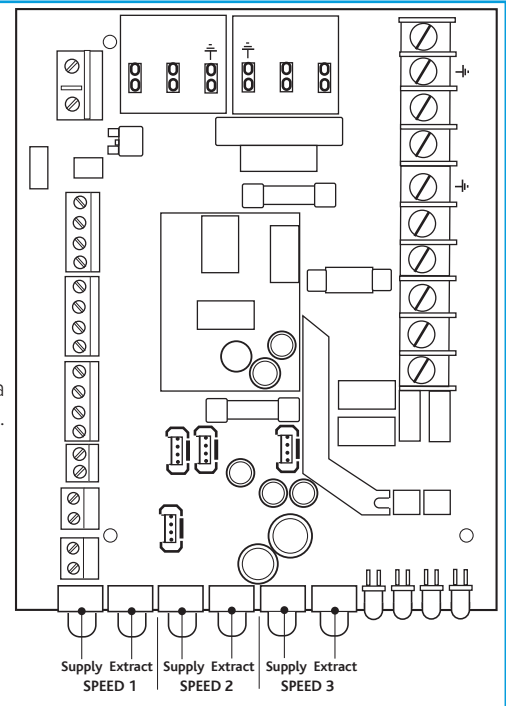 a
.
Supply Extract Supply Extract Supply Extract
SPEED 1 SPEED 2 SPEED 3